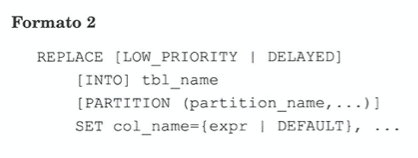 Formato 2
REPLACE [LOW_PRIORITY | DELAYED]
[INTO] tbl_name
[PARTITION (partition_name,...)]
SET col_name={expr | DEFAULT}, ...